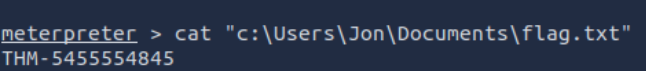 meterpreter > cat "c:\Users\Jon\Documents\flag.txt"
THM-5455554845